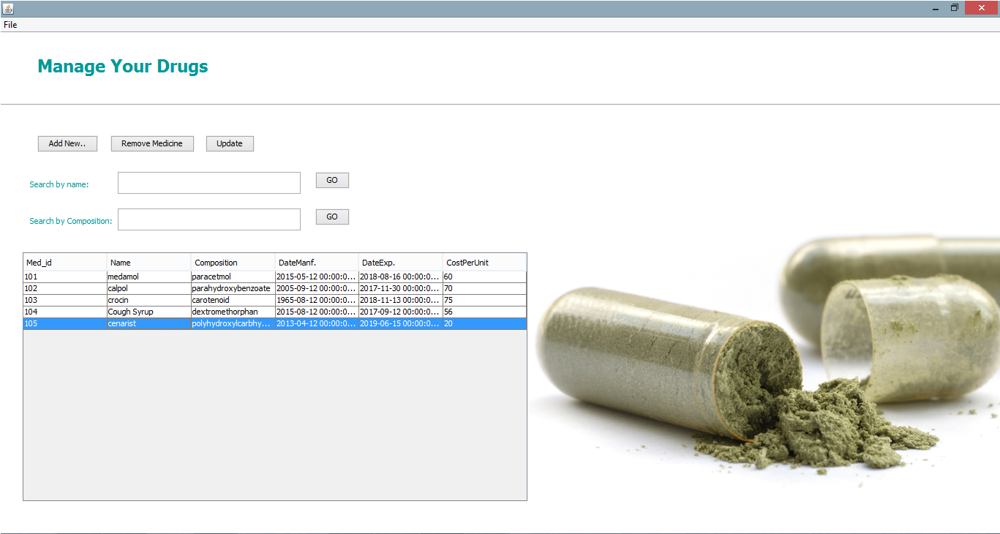 File
Manage Your Drugs
Add New.. Remove Medicine Update
Search by name: GO
Search by Composition: GO
Med_id Name Composition DateManf. DateExp. CostPerUnit
101 medamol paracetmol 2015-05-12 00:00:0... 2018-08-16 00:00:0... 60
102 calpol parahydroxybenzoate 2005-09-12 00:00:0... 2017-11-30 00:00:0... 70
103 crocin carotenoid 1965-08-12 00:00:0... 2018-11-13 00:00:0... 75
104 Cough Syrup dextromethorphan 2015-08-12 00:00:0... 2017-09-12 00:00:0... 56
105 cenarist polyhydroxylcarbhy... 2013-04-12 00:00:0... 2019-06-15 00:00:0... 20